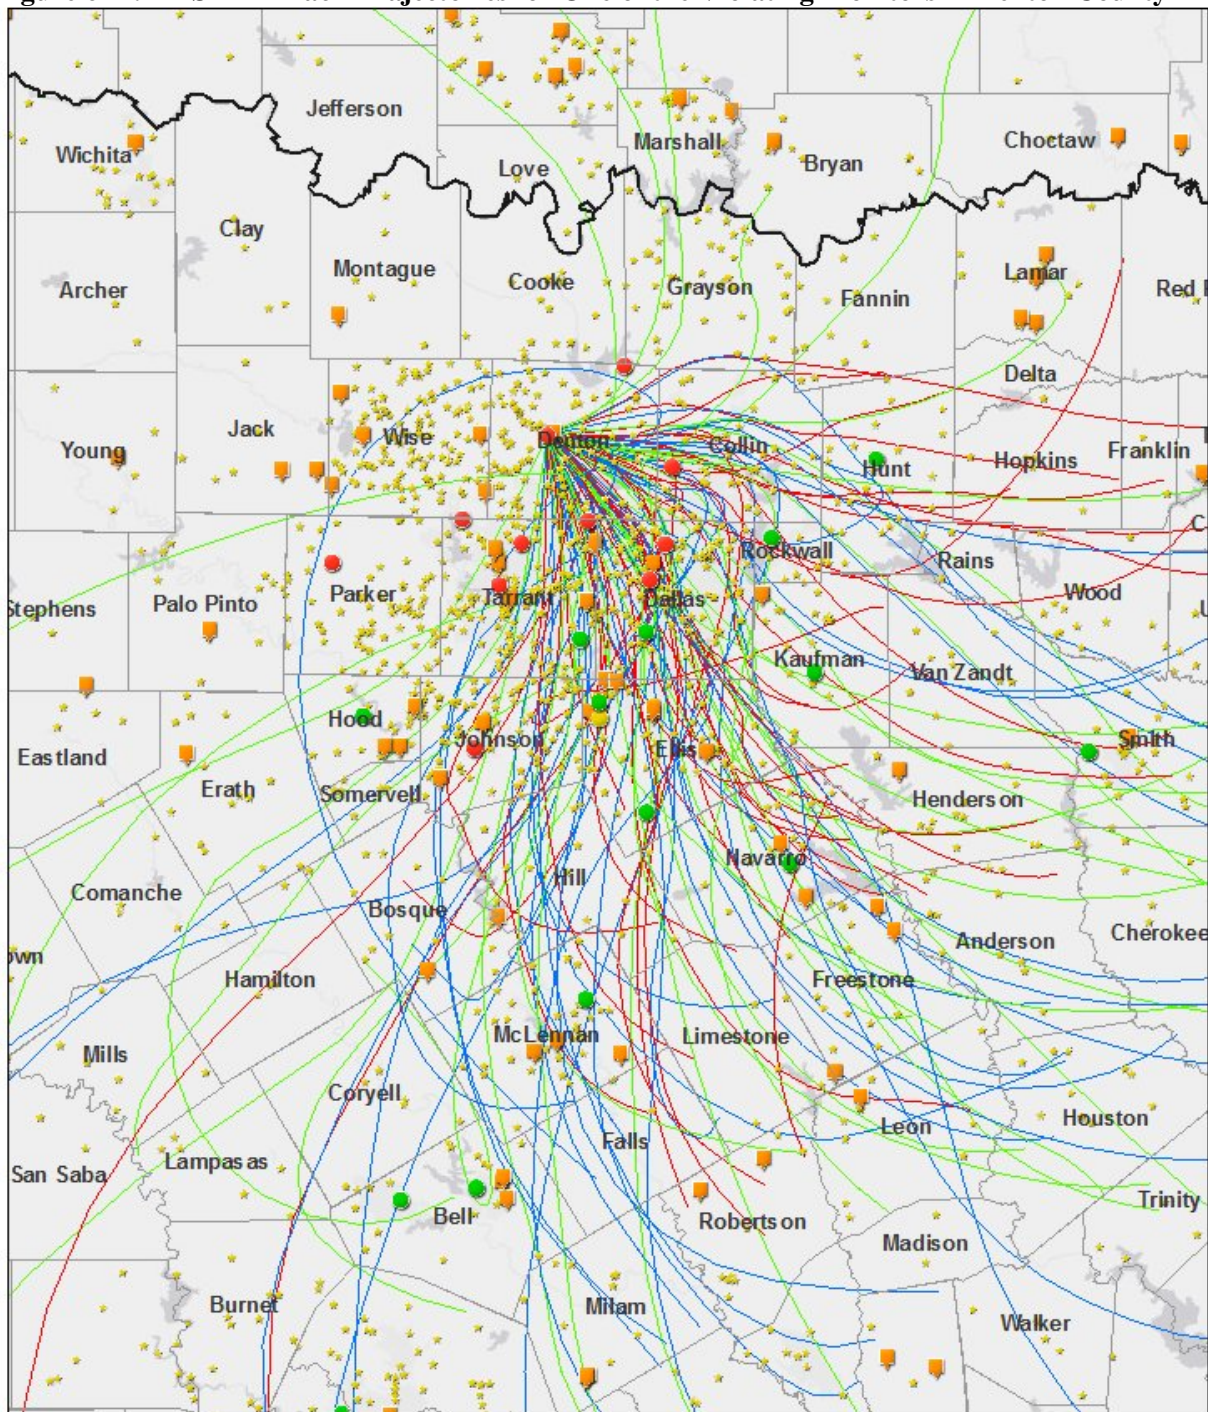 Jefferson
Marshall
Choctaw
Wichita
Bryan
Love
Clay
Montague
Lamar
Cooke
Grayson
Archer
Fannin
Red
Delta
Jack
Wise
Denton
Collin
Young
Franklin
Hopkins
Hunt
Rockwall
Rains
Parker
Wood
Tarrant
Dallas
Stephens
Palo Pinto
Kaufman
Van Zandt
Hood
Johnson
Smith
Ellis
Eastland
Erath
Somervell
Henderson
Navarro
Hill
Comanche
Bosque
Cherokee
Anderson
own
Hamilton
Freestone
McLennan
Limestone
Mills
Coryell
Houston
Leon
Falls
San Saba
Lampasas
Trinity
Bell
Robertson
Madison
Burnet
Milam
Walker